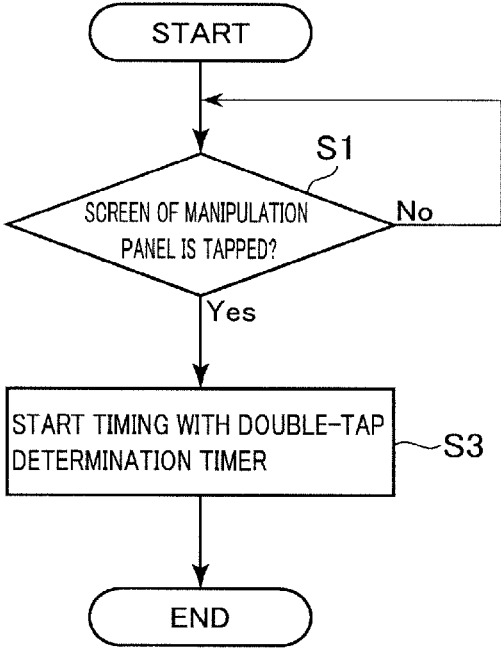 START
S1
SCREEN OF MANIPULATION
PANEL IS TAPPED?
No
Yes
START TIMING WITH DOUBLE-TAP
DETERMINATION TIMER
S3
END